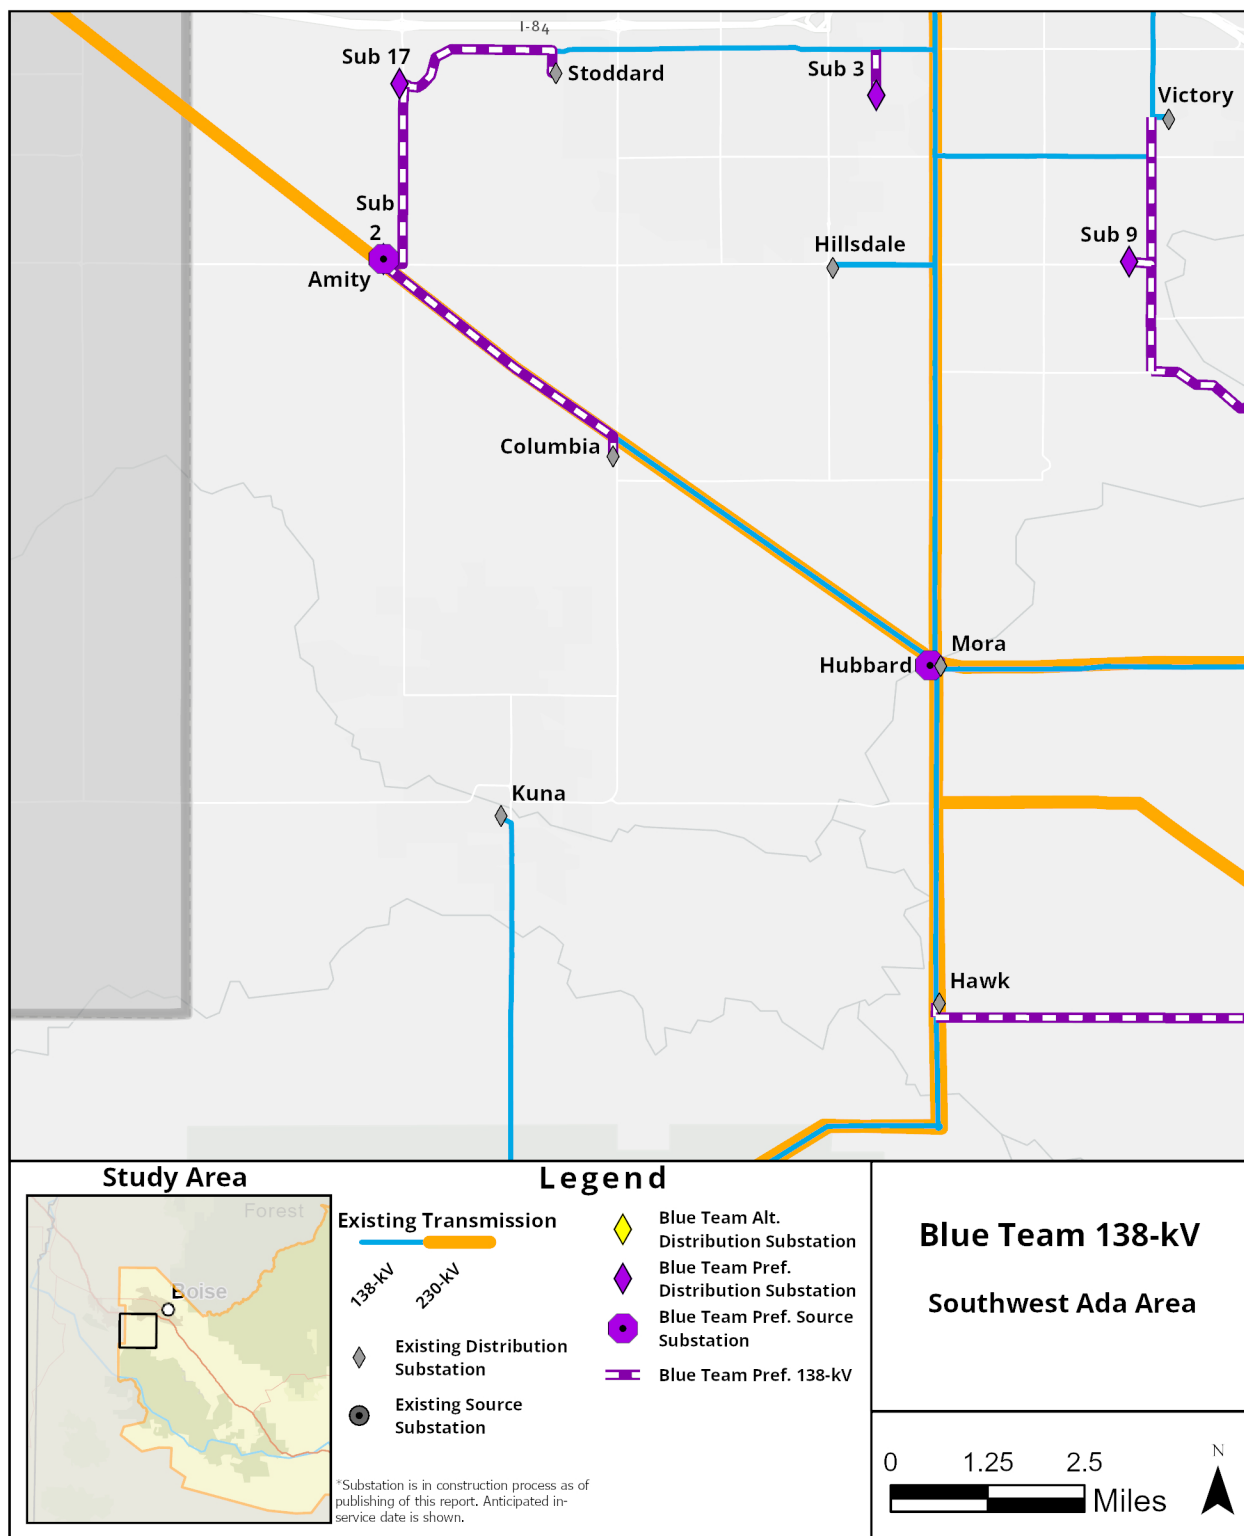 I-84
Sub 17
Stoddard
Sub 3
Victory
Sub
2
Amity
Hillsdale
Sub 9
Columbia
Mora
Hubbard
Kuna
Hawk
Study Area
Forest
Boise
Legend
Existing Transmission
138-kV
230-kV
Existing Distribution
Substation
Existing Source
Substation
Blue Team Alt.
Distribution Substation
Blue Team Pref.
Distribution Substation
Blue Team Pref. Source
Substation
Blue Team Pref. 138-kV
*Substation is in construction process as of
publishing of this report. Anticipated in-
service date is shown.
Blue Team 138-kV
Southwest Ada Area
0 1.25 2.5
Miles
N